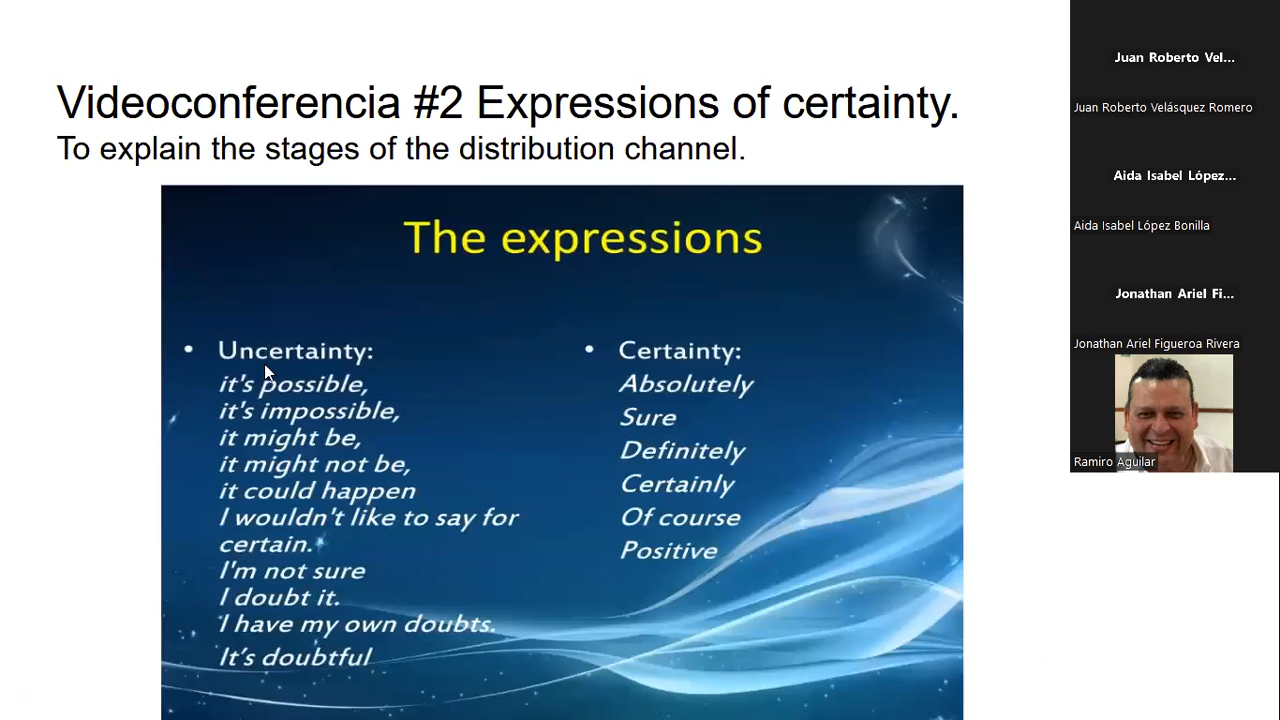 Videoconferencia #2 Expressions of certainty.
To explain the stages of the distribution channel.
The expressions
• Uncertainty:
it's possible,
it's impossible,
it might be,
it might not be,
it could happen
I wouldn't like to say for
certain.
I'm not sure
I doubt it.
I have my own doubts.
It's doubtful
• Certainty:
Absolutely
Sure
Definitely
Certainly
Of course
Positive
Juan Roberto Vel...
Juan Roberto Velásquez Romero
Aida Isabel López...
Aida Isabel López Bonilla
Jonathan Ariel Fi...
Jonathan Ariel Figueroa Rivera
Ramiro Aguilar